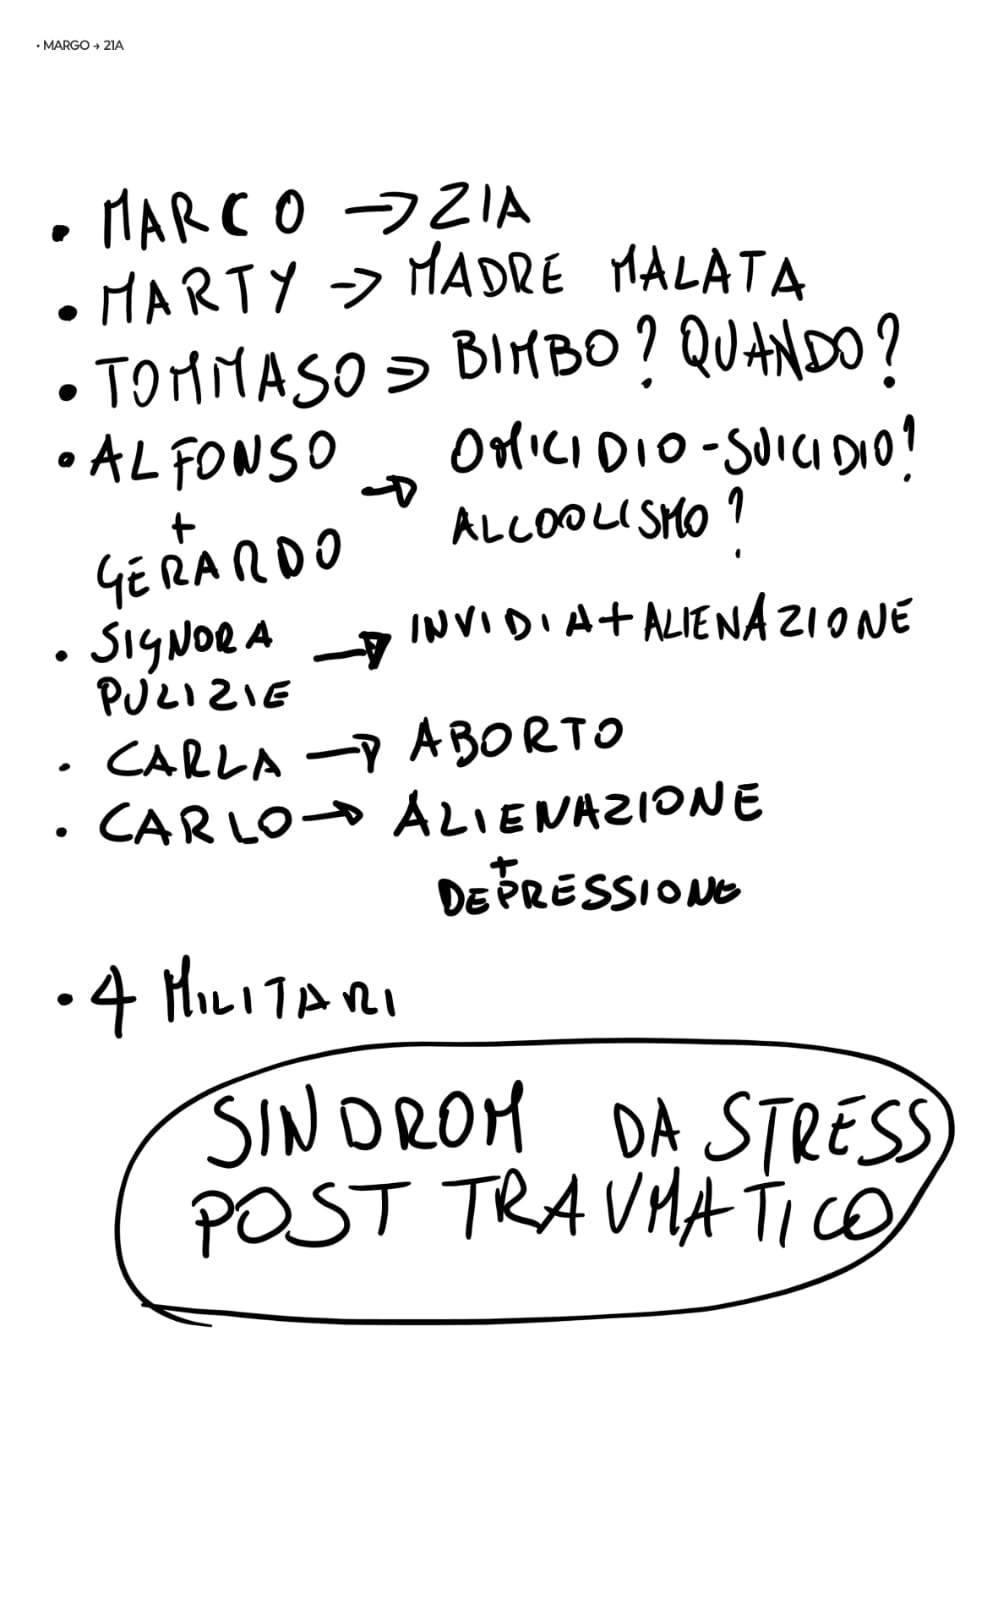 • MARGO → 21A
• MARCO → ZIA
• MARTY → MADRE MALATA
• TOMMASO ⇒ BIMBO? QUANDO?
• ALFONSO + GERARDO → OMICIDIO-SUICIDIO!
ALCOOLISMO?
• SIGNORA PULIZIE → INVIDIA + ALIENAZIONE
• CARLA → ABORTO
• CARLO → ALIENAZIONE
+
DEPRESSIONE
• 4 MILITARI
SINDROM DA STRESS
POST TRAUMATICO